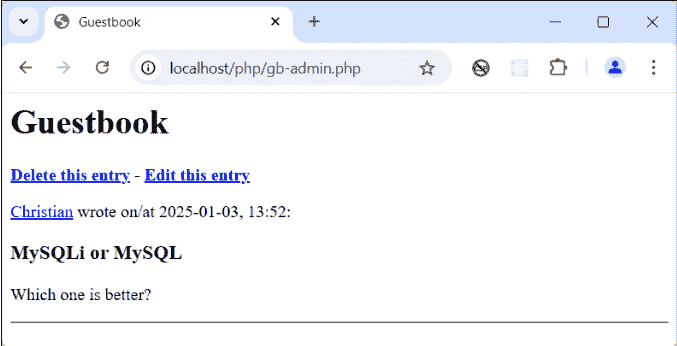 Guestbook
localhost/php/gb-admin.php
Guestbook
Delete this entry - Edit this entry
Christian wrote on/at 2025-01-03, 13:52:
MySQLi or MySQL
Which one is better?